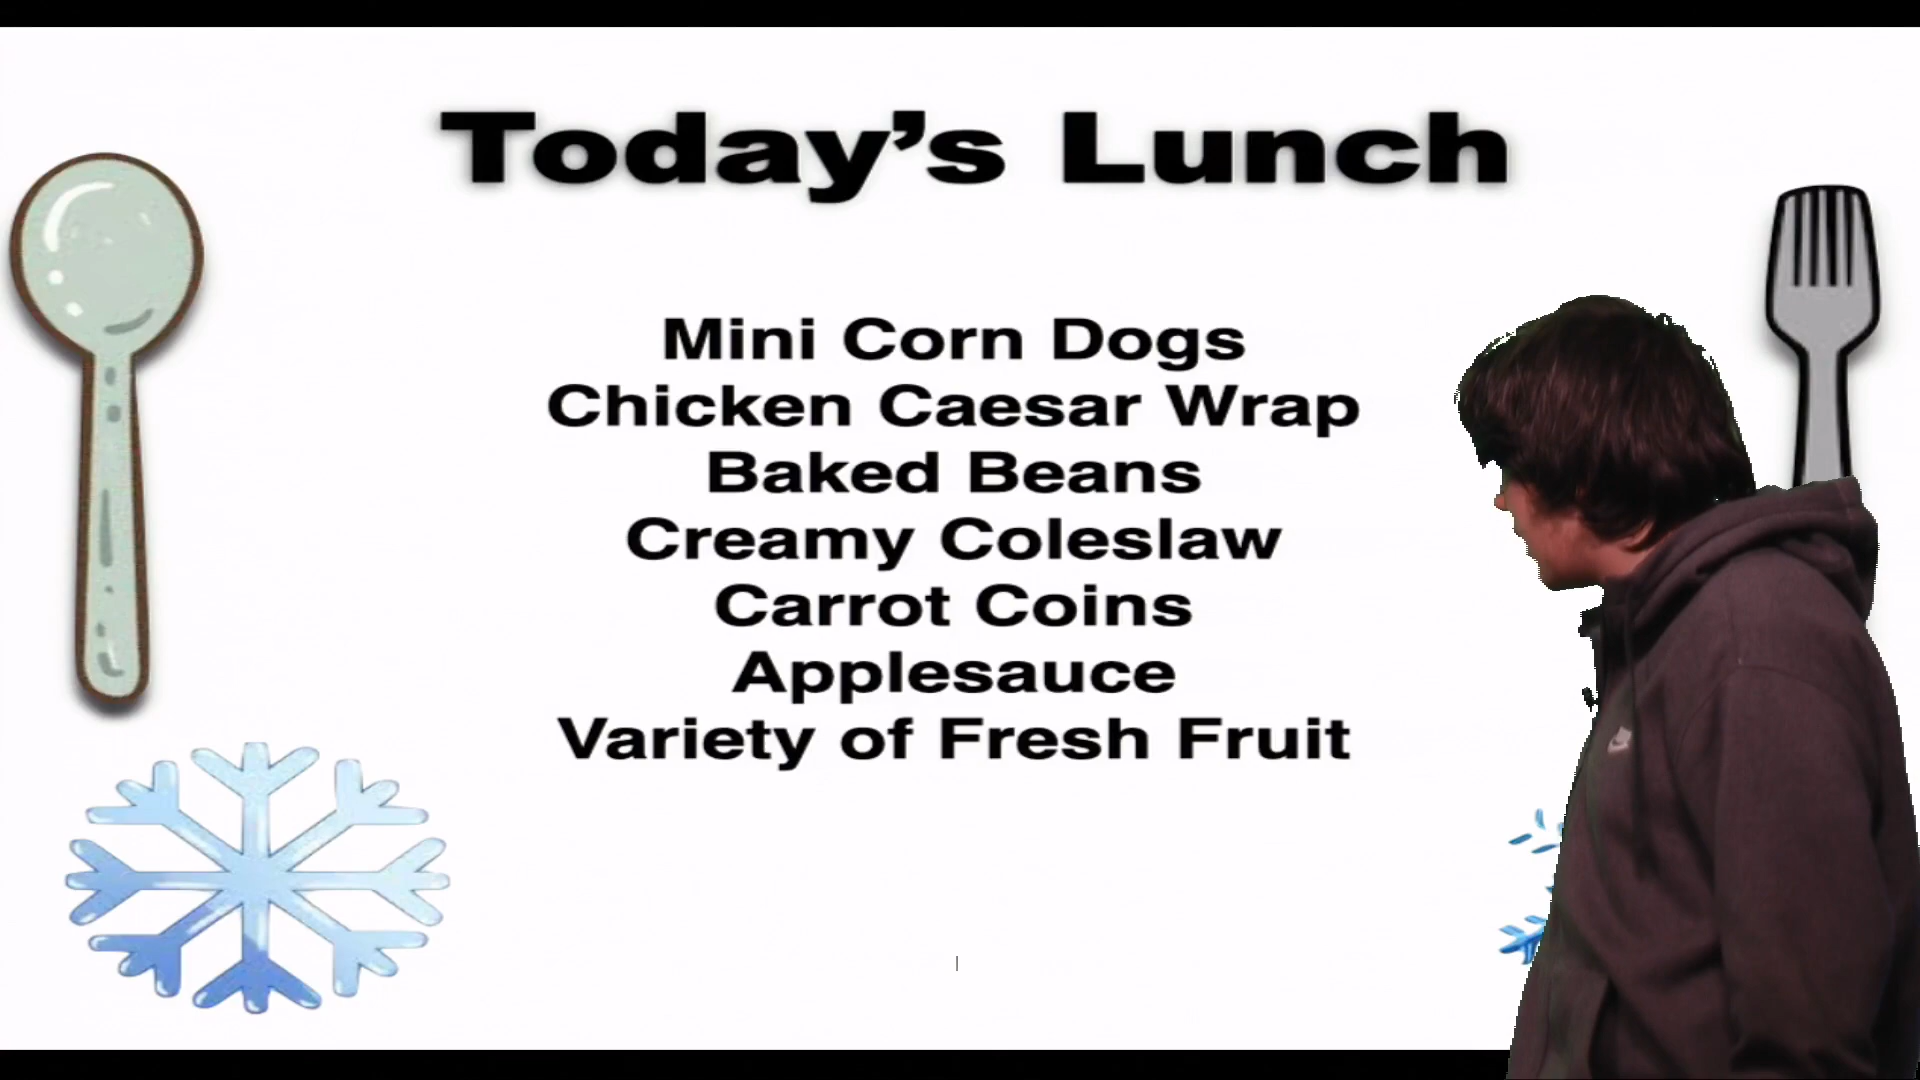 Today’s Lunch
Mini Corn Dogs
Chicken Caesar Wrap
Baked Beans
Creamy Coleslaw
Carrot Coins
Applesauce
Variety of Fresh Fruit